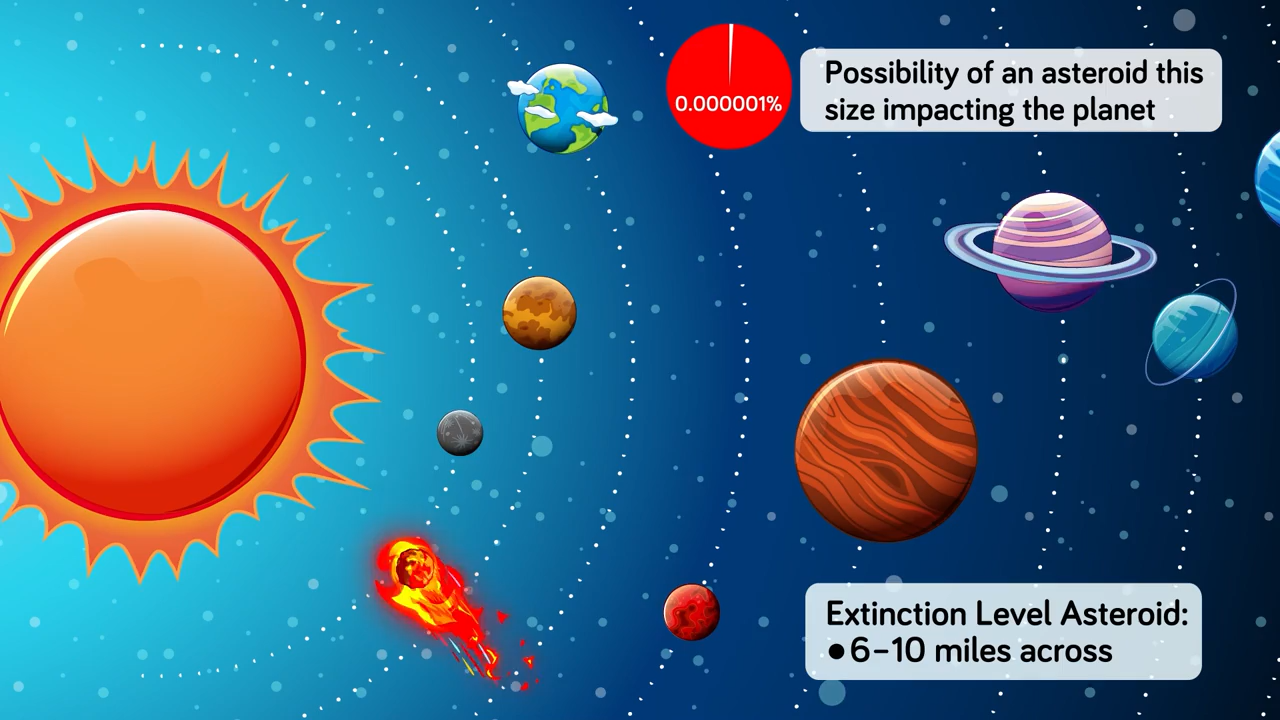 0.000001%
Possibility of an asteroid this
size impacting the planet
Extinction Level Asteroid:
●6-10 miles across